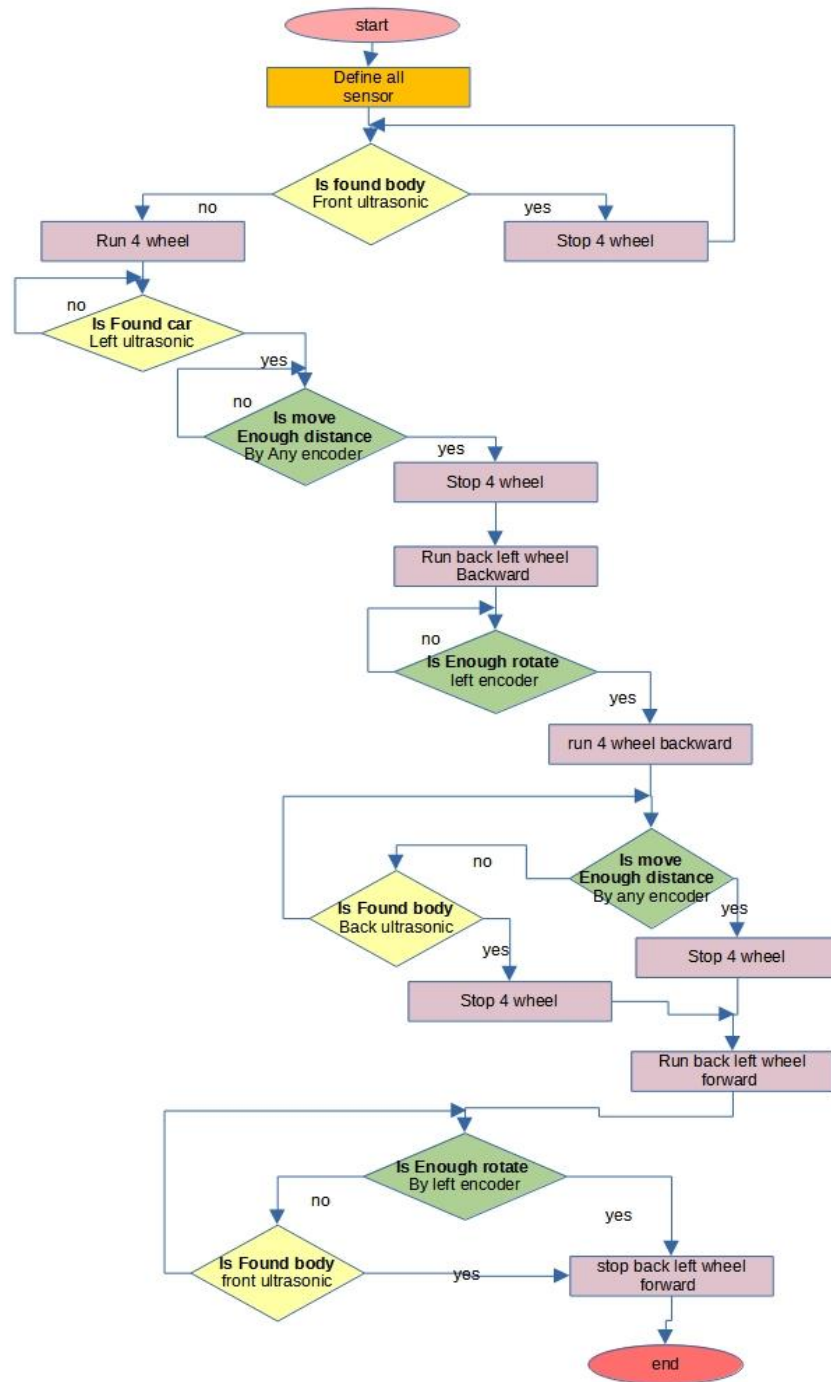 start
Define all
sensor
Is found body
Front ultrasonic
no
yes
Run 4 wheel
Stop 4 wheel
no
Is Found car
Left ultrasonic
yes
no
Is move
Enough distance
By Any encoder
yes
Stop 4 wheel
Run back left wheel
Backward
no
Is Enough rotate
left encoder
yes
run 4 wheel backward
no
Is move
Enough distance
By any encoder
yes
Is Found body
Back ultrasonic
yes
Stop 4 wheel
Stop 4 wheel
Run back left wheel
forward
Is Enough rotate
By left encoder
no
yes
Is Found body
front ultrasonic
yes
stop back left wheel
forward
end